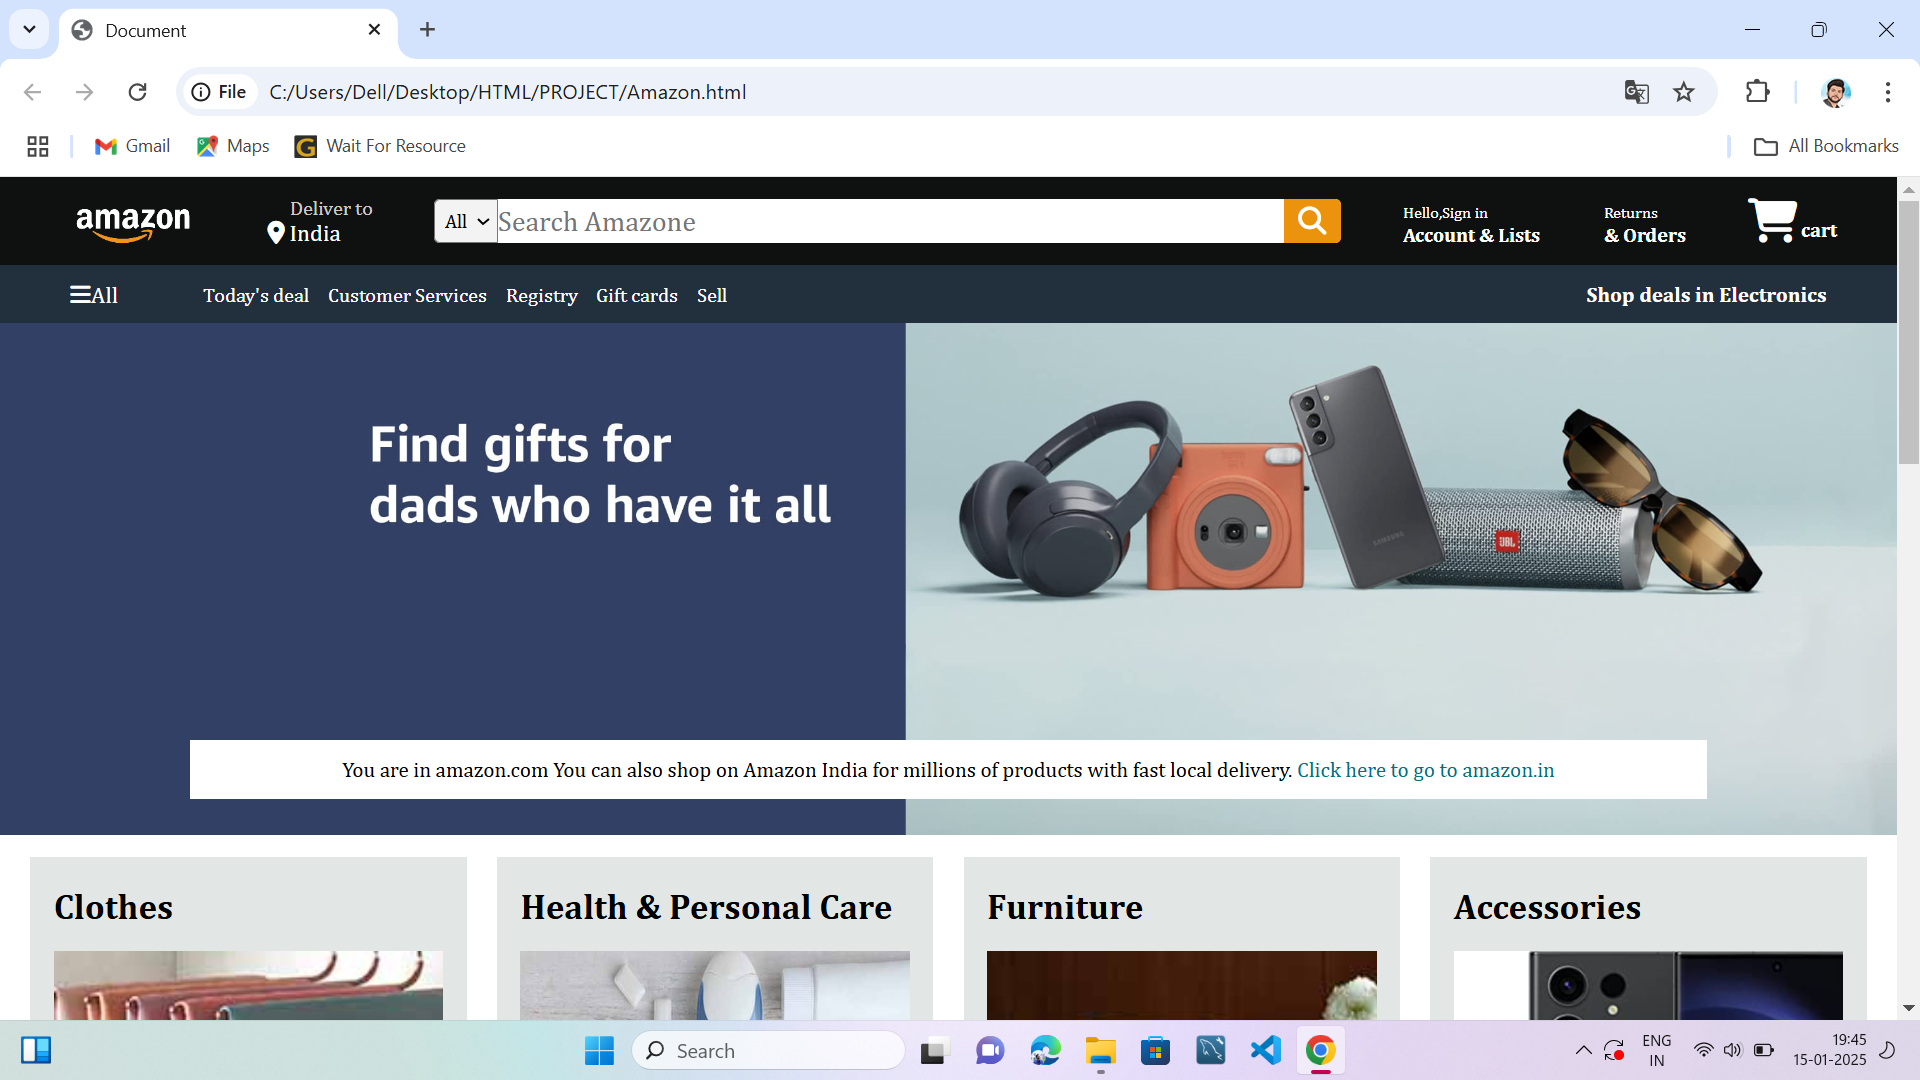 Document
File
C:/Users/Dell/Desktop/HTML/PROJECT/Amazon.html
Gmail
Maps
Wait For Resource
All Bookmarks
amazon
Deliver to
India
All
Search Amazone
Hello,Sign in
Account & Lists
Returns
& Orders
cart
All
Today's deal
Customer Services
Registry
Gift cards
Sell
Shop deals in Electronics
Find gifts for
dads who have it all
SAMSUNG
JBL
You are in amazon.com You can also shop on Amazon India for millions of products with fast local delivery. Click here to go to amazon.in
Clothes
Health & Personal Care
Furniture
Accessories
Search
ENG
IN
19:45
15-01-2025